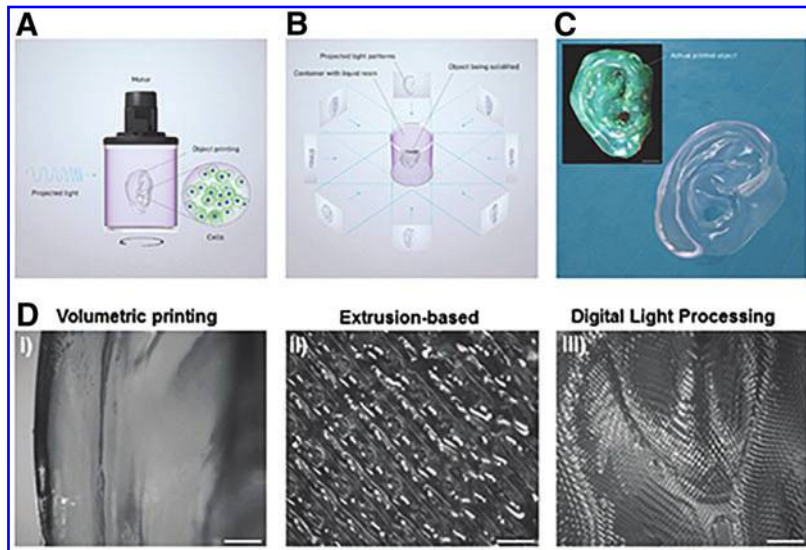 A
B
C
Motor
Object printing
Projected light
Cells
Projected light patterns
Container with liquid resin
Object being solidified
Actual printed object
D
Volumetric printing
Extrusion-based
Digital Light Processing
I)
II)
III)